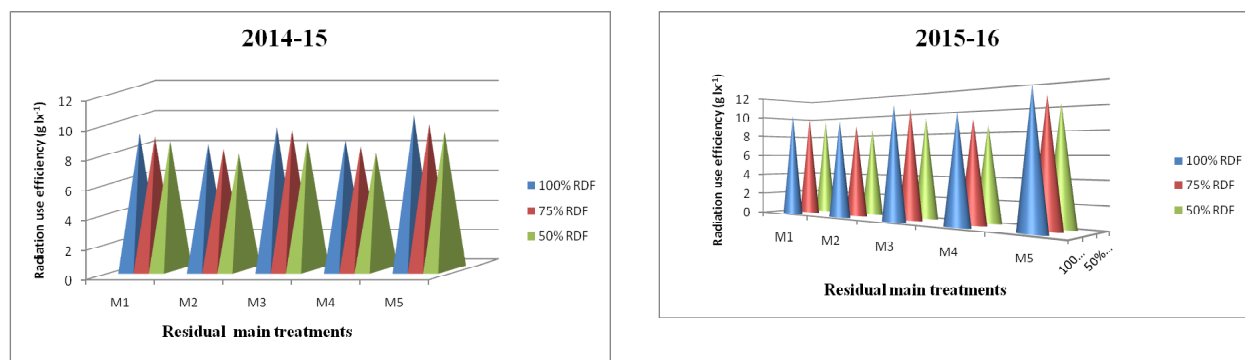 2014-15
Radiation use efficiency (g lx-1)
12
10
8
6
4
2
0
M1 M2 M3 M4 M5
Residual main treatments
100% RDF
75% RDF
50% RDF
2015-16
Radiation use efficiency (g lx-1)
12
10
8
6
4
2
0
M1 M2 M3 M4 M5
100...
50%...
Residual main treatments
100% RDF
75% RDF
50% RDF